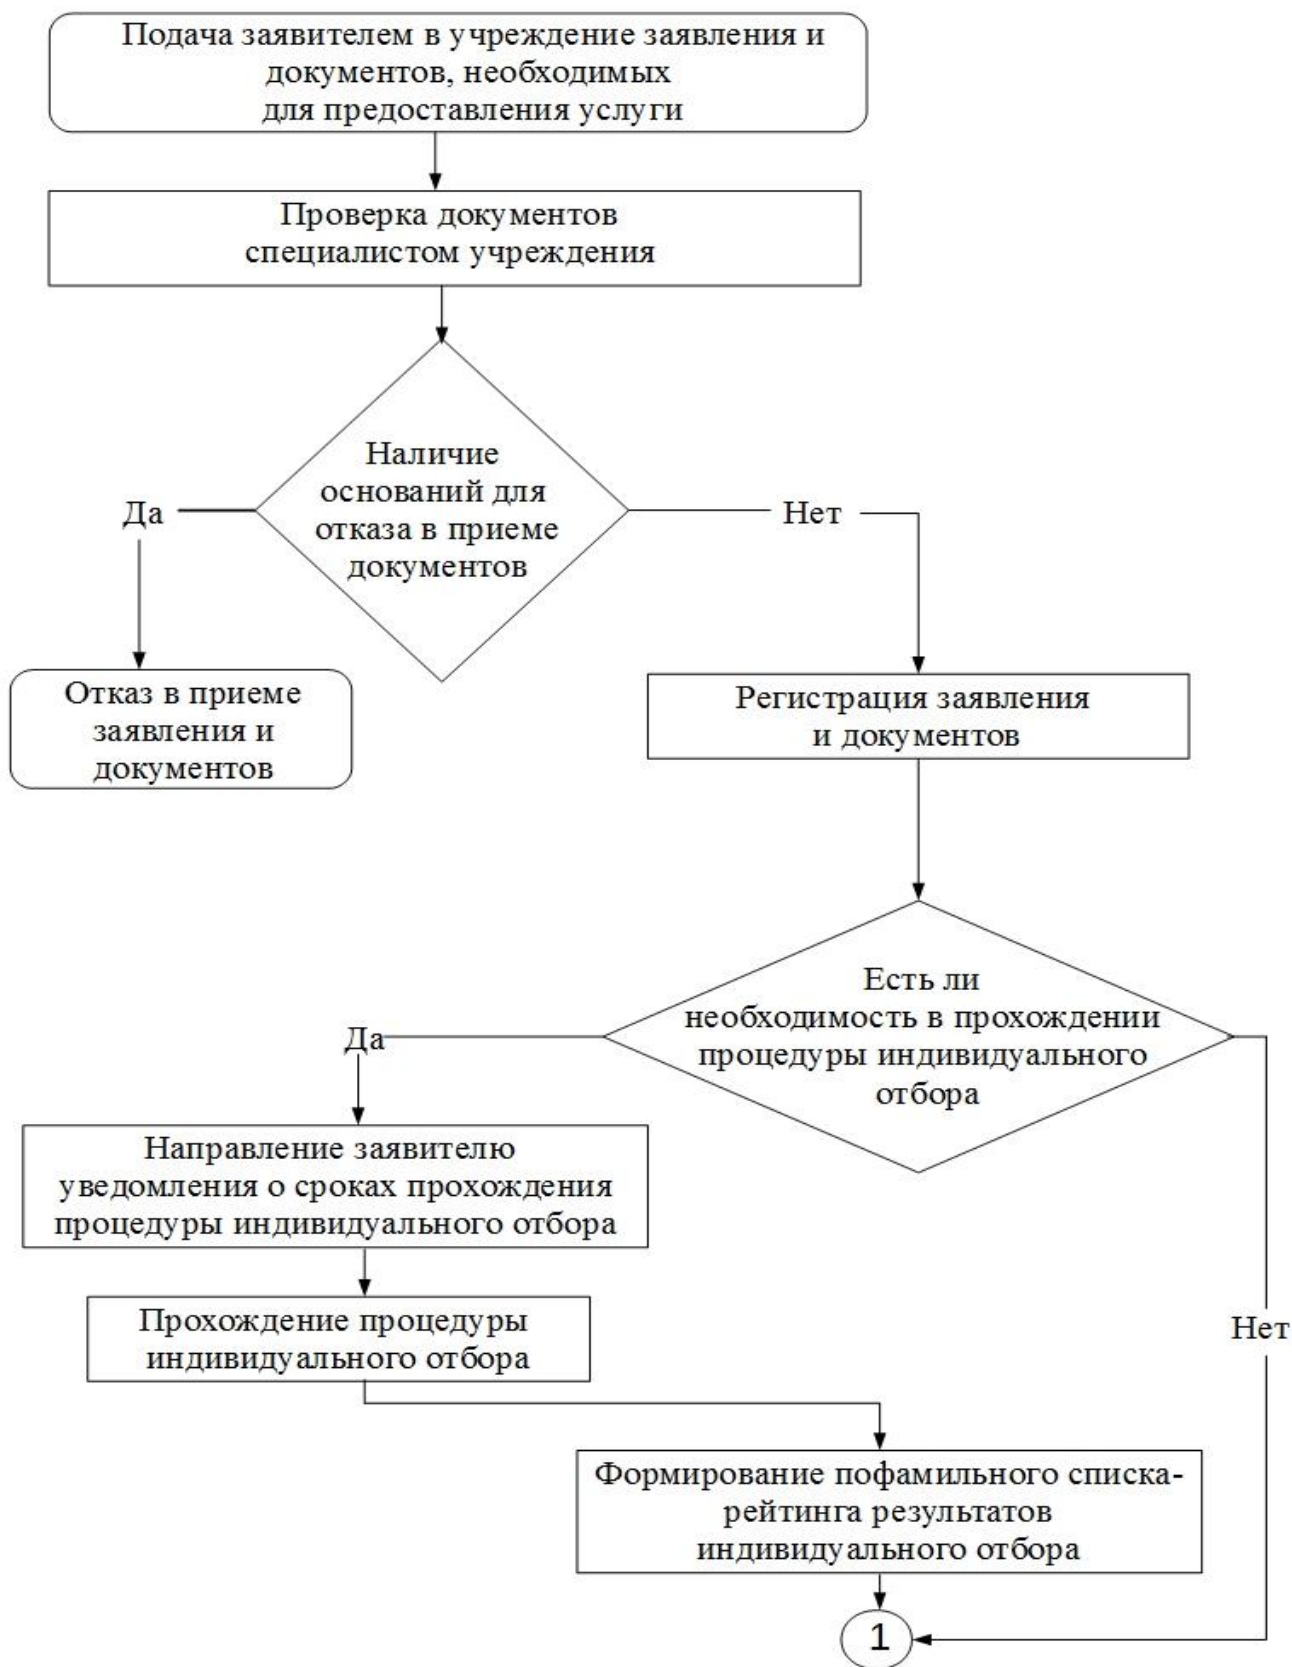 Подача заявителем в учреждение заявления и
документов, необходимых
для предоставления услуги
Проверка документов
специалистом учреждения
Наличие
оснований для
отказа в приеме
документов
Да
Нет
Отказ в приеме
заявления и
документов
Регистрация заявления
и документов
Есть ли
необходимость в прохождении
процедуры индивидуального
отбора
Да
Направление заявителю
уведомления о сроках прохождения
процедуры индивидуального отбора
Прохождение процедуры
индивидуального отбора
Нет
Формирование пофамильного списка-
рейтинга результатов
индивидуального отбора
1